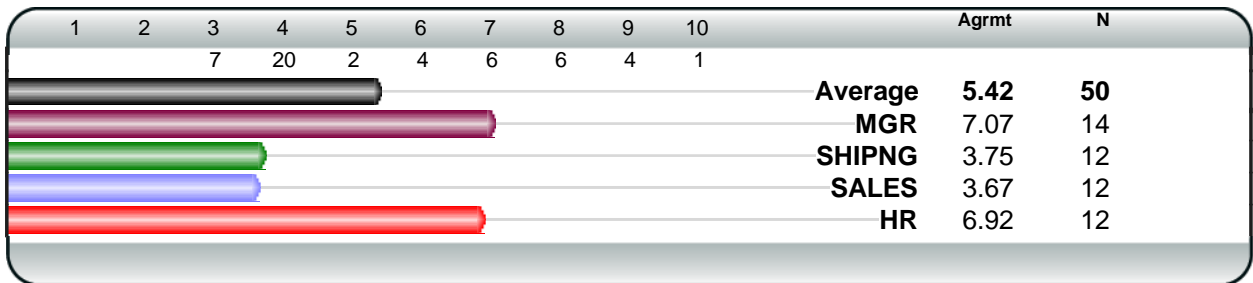 1 2 3 4 5 6 7 8 9 10 Agrmt N
7 20 2 4 6 6 4 1
Average 5.42 50
MGR 7.07 14
SHIPNG 3.75 12
SALES 3.67 12
HR 6.92 12